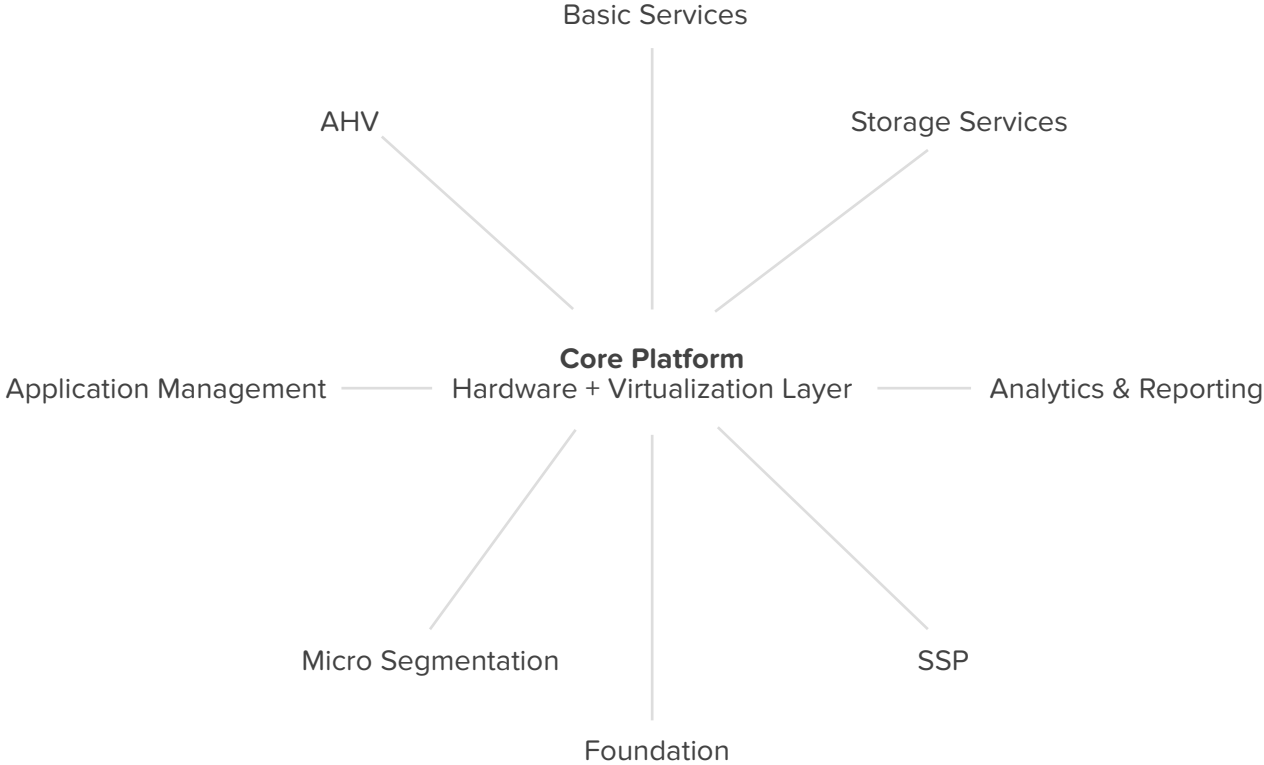 Basic Services
AHV
Storage Services
Core Platform
Application Management
Hardware + Virtualization Layer
Analytics & Reporting
Micro Segmentation
SSP
Foundation